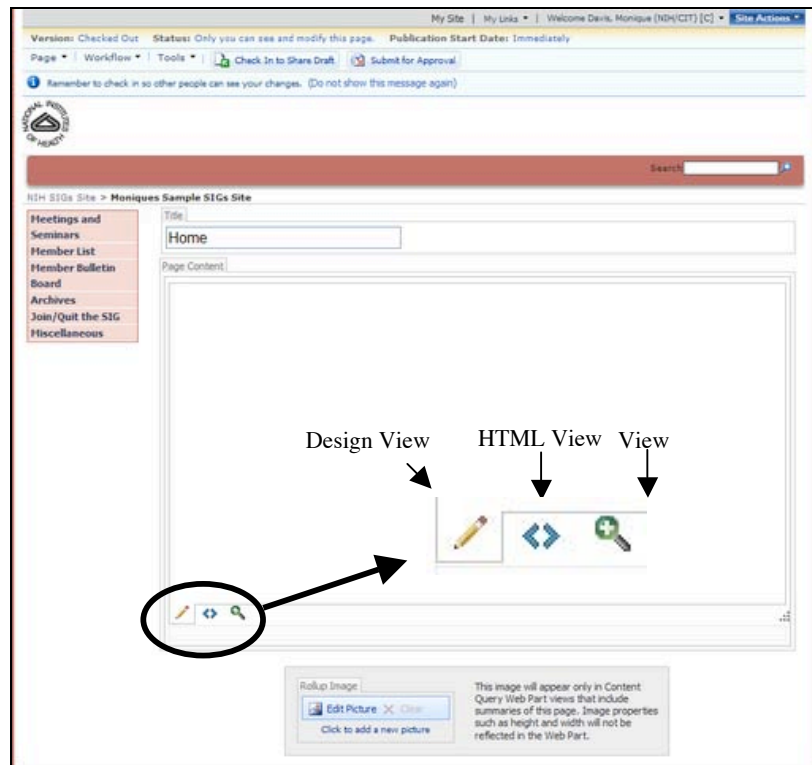 My Site | My Links | Welcome Davis, Monique (NIH/CIT) [C] Site Actions
Version: Checked Out Status: Only you can see and modify this page. Publication Start Date: Immediately
Page Workflow Tools Check In to Share Draft Submit for Approval
Remember to check in so other people can see your changes. (Do not show this message again)
NATIONAL INSTITUTES OF HEALTH
Search
NIH SIGs Site > Moniques Sample SIGs Site
Meetings and
Seminars
Member List
Member Bulletin
Board
Archives
Join/Quit the SIG
Miscellaneous
Title
Home
Page Content
Design View HTML View View
Rollup Image
Edit Picture Clear
Click to add a new picture
This image will appear only in Content
Query Web Part views that include
summaries of this page. Image properties
such as height and width will not be
reflected in the Web Part.